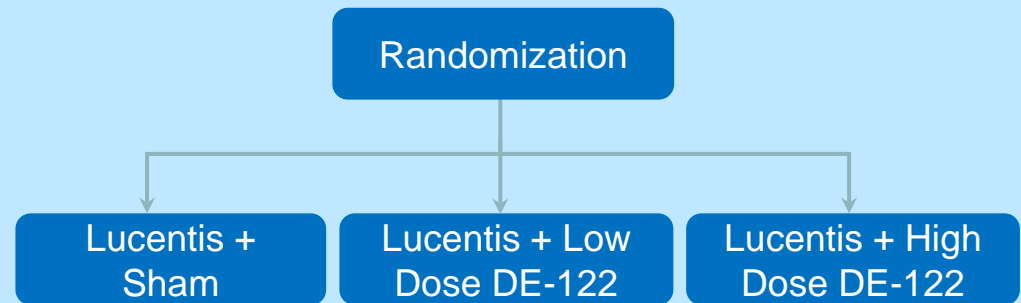 Randomization
Lucentis +
Sham
Lucentis + Low
Dose DE-122
Lucentis + High
Dose DE-122